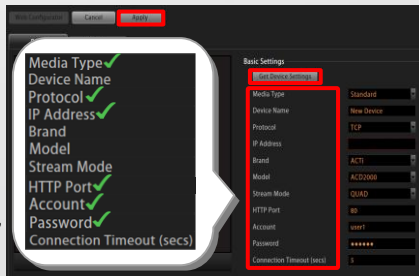 Web Configurator Cancel Apply
Basic Settings
Get Device Settings
Media Type Standard
Device Name New Device
Protocol TCP
IP Address
Brand ACTi
Model ACD2000
Stream Mode QUAD
HTTP Port 80
Account user1
Password ••••••
Connection Timeout (secs) 5
Media Type✓
Device Name
Protocol✓
IP Address✓
Brand
Model
Stream Mode
HTTP Port✓
Account✓
Password✓
Connection Timeout (secs)